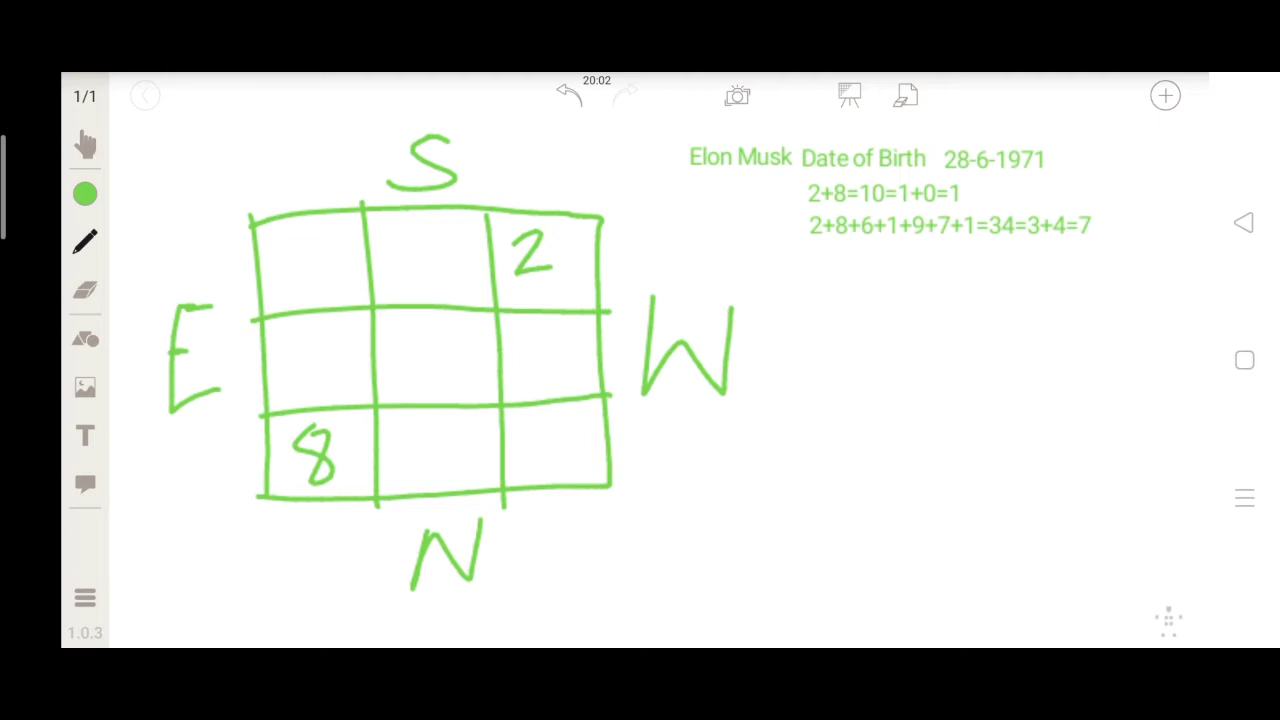 20:02
1/1
S
Elon Musk Date of Birth 28-6-1971
2+8=10=1+0=1
2+8+6+1+9+7+1=34=3+4=7
2
E
W
8
N
T
1.0.3